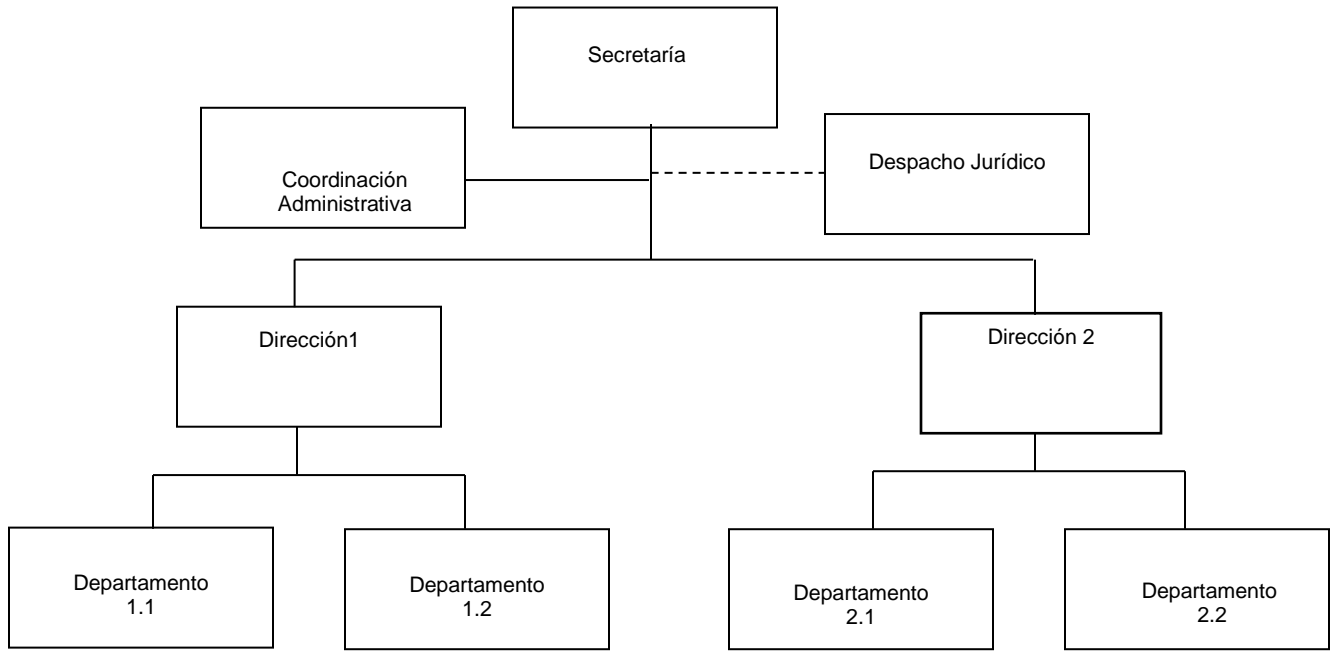 Secretaría
Coordinación
Administrativa
Despacho Jurídico
Dirección1
Dirección 2
Departamento
1.1
Departamento
1.2
Departamento
2.1
Departamento
2.2